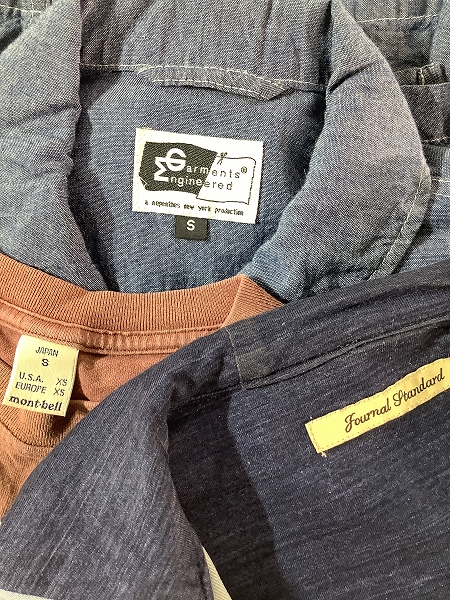 Garments®
Engineered
a nepenthes new york production
S
JAPAN
S
U.S.A. XS
EUROPE XS
mont-bell
Journal Standard